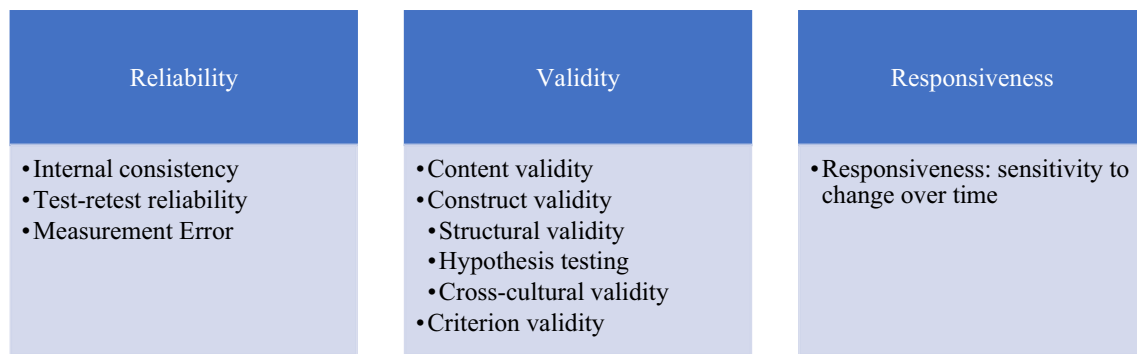 Reliability
•Internal consistency
•Test-retest reliability
•Measurement Error
Validity
•Content validity
•Construct validity
•Structural validity
•Hypothesis testing
•Cross-cultural validity
•Criterion validity
Responsiveness
•Responsiveness: sensitivity to
change over time